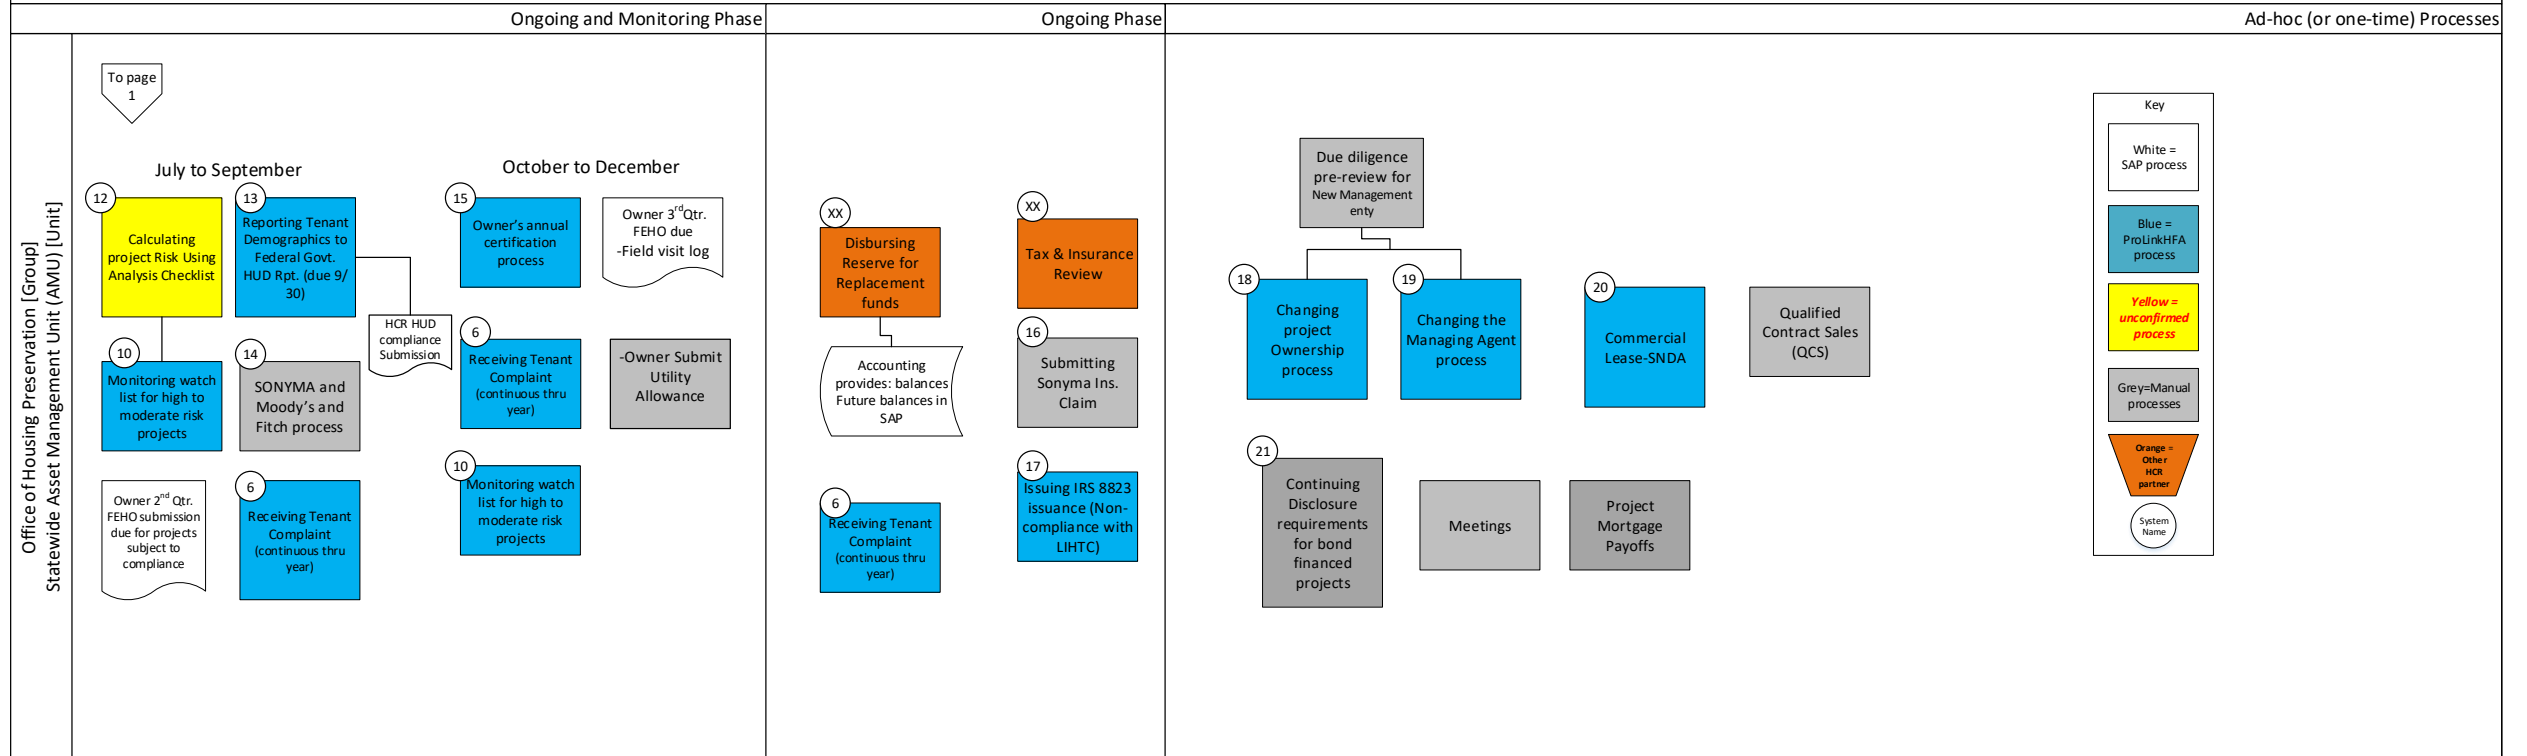 Ongoing and Monitoring Phase
Ongoing Phase
Ad-hoc (or one-time) Processes
Office of Housing Preservation [Group]
Statewide Asset Management Unit (AMU) [Unit]
To page
1
July to September
12
Calculating
project Risk Using
Analysis Checklist
13
Reporting Tenant
Demographics to
Federal Govt.
HUD Rpt. (due 9/
30)
HCR HUD
compliance
Submission
10
Monitoring watch
list for high to
moderate risk
projects
14
SONYMA and
Moody's and
Fitch process
Owner 2nd Qtr.
FEHO submission
due for projects
subject to
compliance
6
Receiving Tenant
Complaint
(continuous thru
year)
October to December
15
Owner's annual
certification
process
Owner 3rd Qtr.
FEHO due
-Field visit log
6
Receiving Tenant
Complaint
(continuous thru
year)
-Owner Submit
Utility
Allowance
10
Monitoring watch
list for high to
moderate risk
projects
XX
Disbursing
Reserve for
Replacement
funds
Accounting
provides: balances
Future balances in
SAP
6
Receiving Tenant
Complaint
(continuous thru
year)
XX
Tax & Insurance
Review
16
Submitting
Sonyma Ins.
Claim
17
Issuing IRS 8823
issuance (Non-
compliance with
LIHTC)
Due diligence
pre-review for
New Management
enty
18
Changing
project
Ownership
process
19
Changing the
Managing Agent
process
20
Commercial
Lease-SNDA
Qualified
Contract Sales
(QCS)
21
Continuing
Disclosure
requirements
for bond
financed
projects
Meetings
Project
Mortgage
Payoffs
Key
White =
SAP process
Blue =
ProLinkHFA
process
Yellow =
unconfirmed
process
Grey=Manual
processes
Orange =
Other
HCR
partner
System
Name